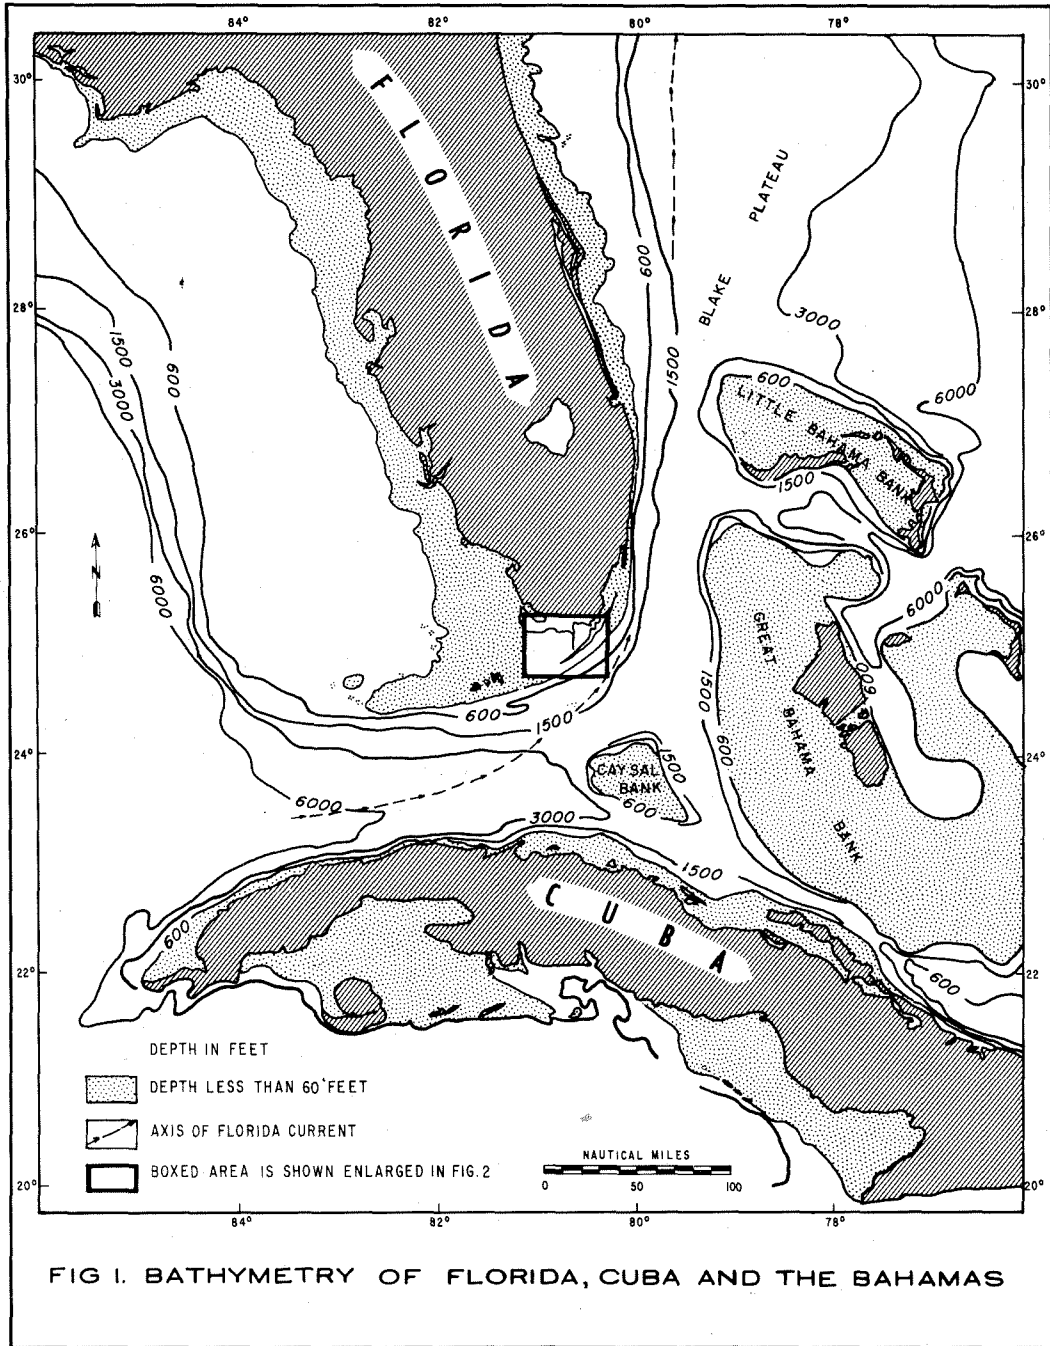 84° 82° 80° 78°
30° 30°
FLORIDA
BLAKE PLATEAU
600
1500
3000
28° 28°
1500
3000
600
600
LITTLE BAHAMA BANK
6000
1500
26° 26°
N
6000
6000
GREAT BAHAMA BANK
1500
600
600
600
1500
24° 24°
CAY SAL BANK
1500
600
6000
3000
1500
CUBA
600
22° 22
600
DEPTH IN FEET
DEPTH LESS THAN 60 FEET
AXIS OF FLORIDA CURRENT
BOXED AREA IS SHOWN ENLARGED IN FIG. 2
NAUTICAL MILES
0 50 100
20° 20°
84° 82° 80° 78°
FIG 1. BATHYMETRY OF FLORIDA, CUBA AND THE BAHAMAS